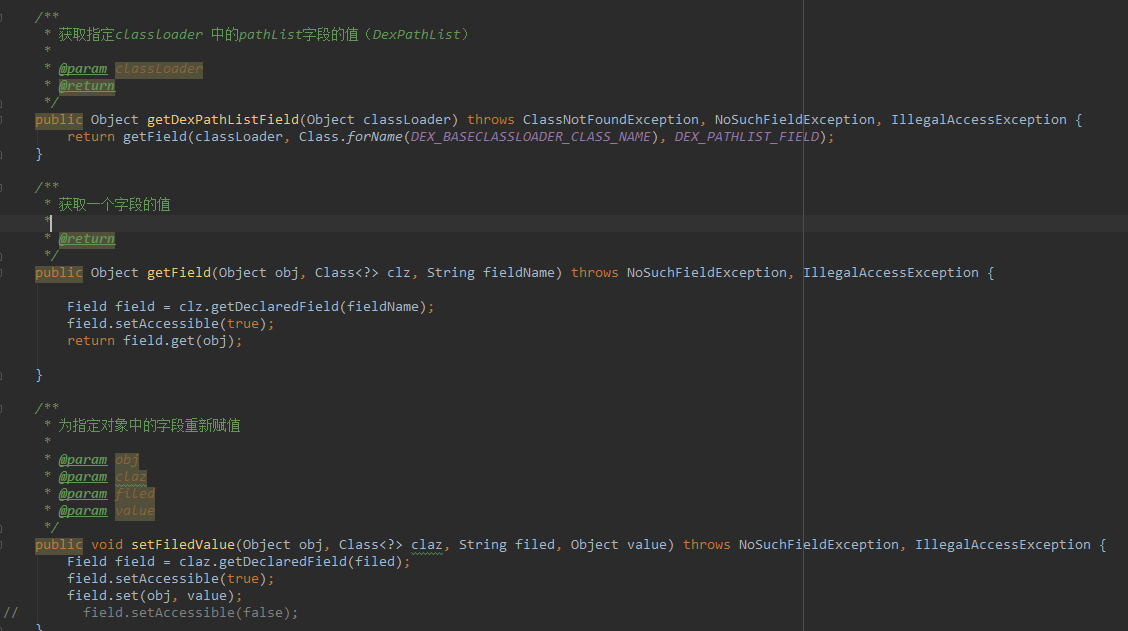 /**
* 获取指定classloader 中的pathList字段的值（DexPathList）
*
* @param classLoader
* @return
*/
public Object getDexPathListField(Object classLoader) throws ClassNotFoundException, NoSuchFieldException, IllegalAccessException {
return getField(classLoader, Class.forName(DEX_BASECLASSLOADER_CLASS_NAME), DEX_PATHLIST_FIELD);
}
/**
* 获取一个字段的值
*
* @return
*/
public Object getField(Object obj, Class<?> clz, String fieldName) throws NoSuchFieldException, IllegalAccessException {
Field field = clz.getDeclaredField(fieldName);
field.setAccessible(true);
return field.get(obj);
}
/**
* 为指定对象中的字段重新赋值
*
* @param obj
* @param claz
* @param filed
* @param value
*/
public void setFiledValue(Object obj, Class<?> claz, String filed, Object value) throws NoSuchFieldException, IllegalAccessException {
Field field = claz.getDeclaredField(filed);
field.setAccessible(true);
field.set(obj, value);
// field.setAccessible(false);
}